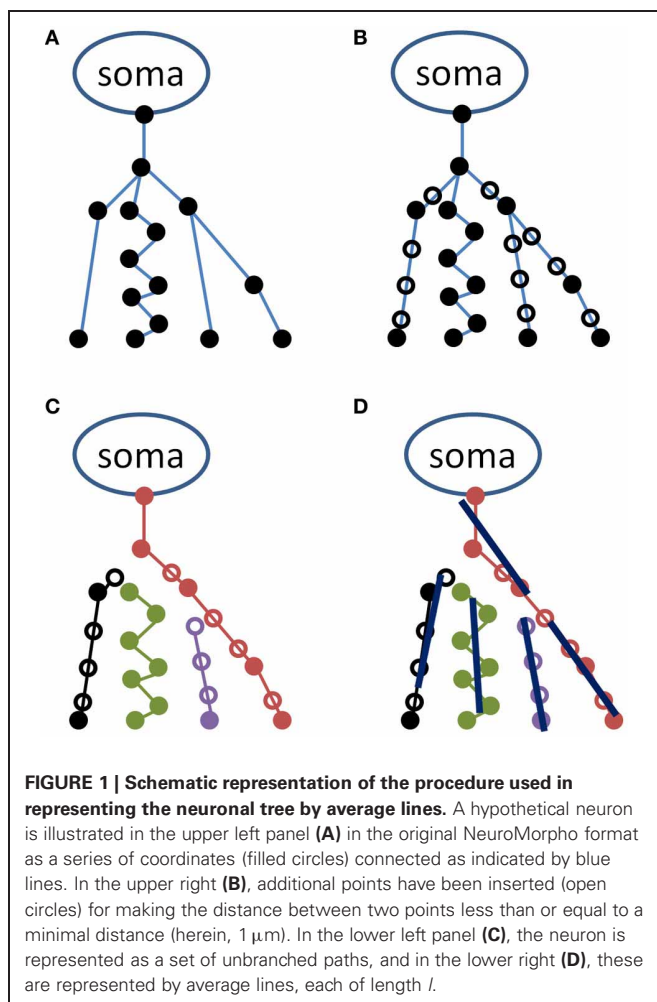 A
B
soma
soma
C
D
soma
soma
FIGURE 1 | Schematic representation of the procedure used in
representing the neuronal tree by average lines. A hypothetical neuron
is illustrated in the upper left panel (A) in the original NeuroMorpho format
as a series of coordinates (filled circles) connected as indicated by blue
lines. In the upper right (B), additional points have been inserted (open
circles) for making the distance between two points less than or equal to a
minimal distance (herein, 1 μm). In the lower left panel (C), the neuron is
represented as a set of unbranched paths, and in the lower right (D), these
are represented by average lines, each of length l.